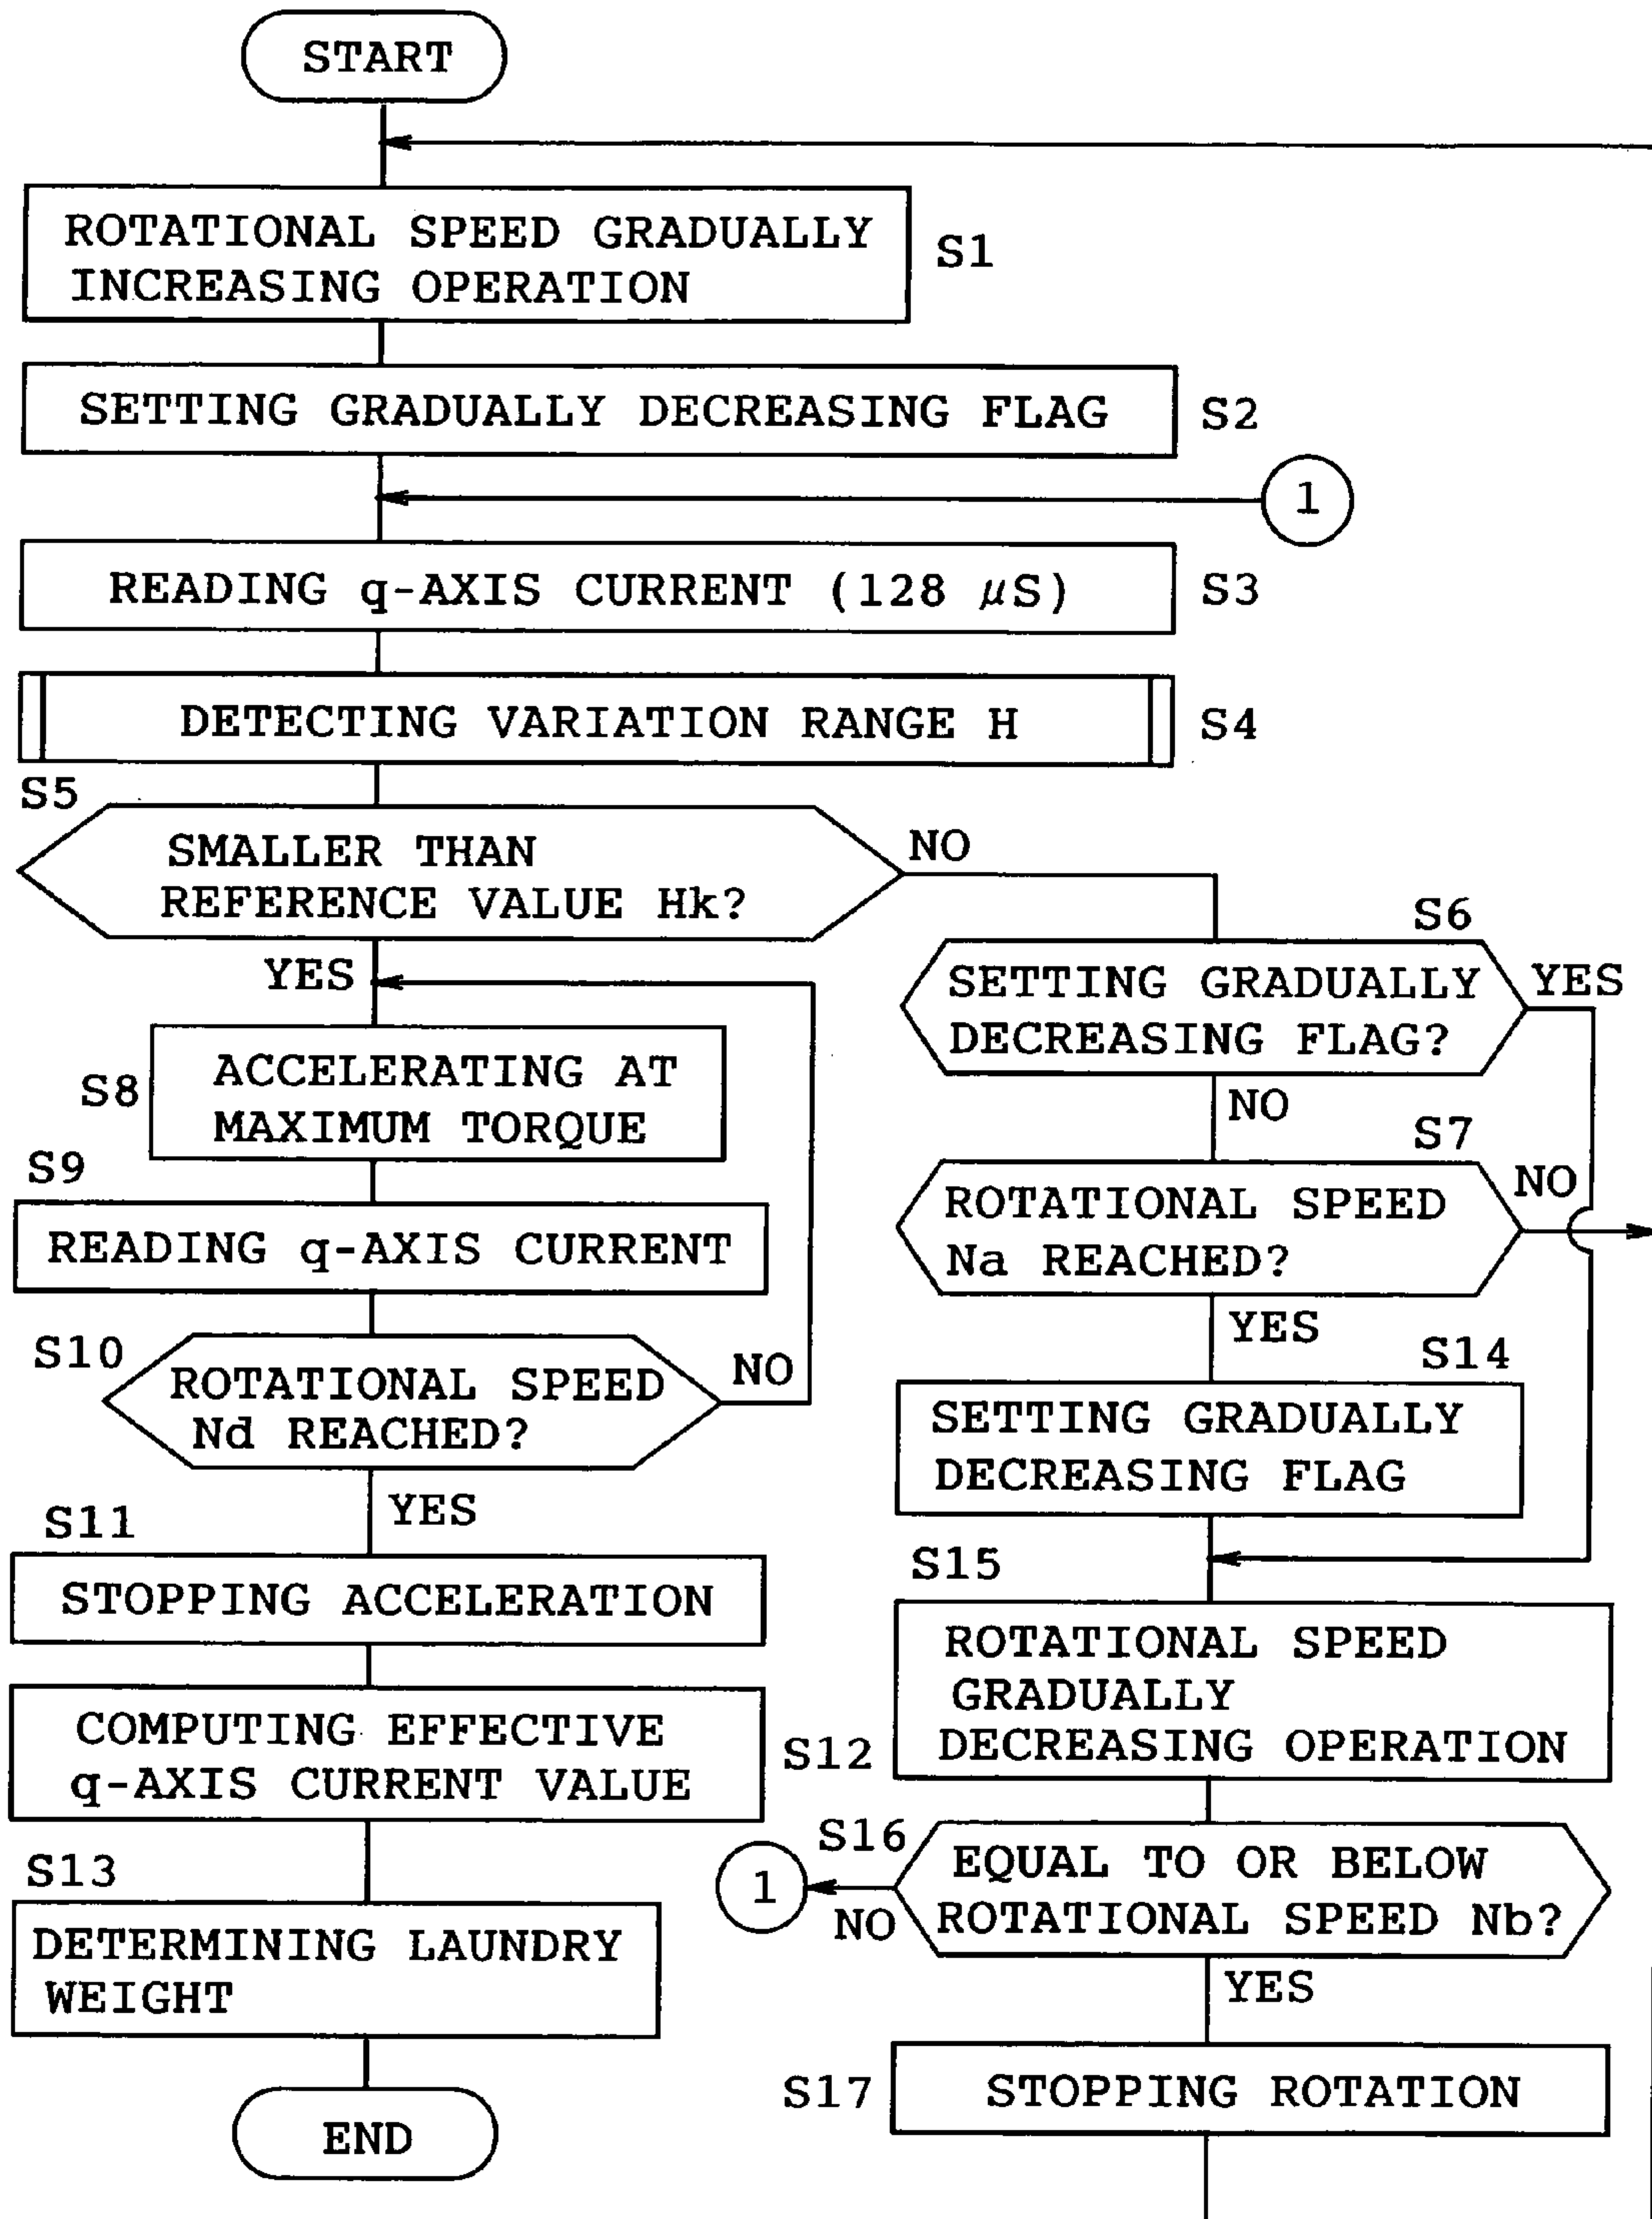 START
ROTATIONAL SPEED GRADUALLY
INCREASING OPERATION
S1
SETTING GRADUALLY DECREASING FLAG
S2
1
READING q-AXIS CURRENT (128 μS)
S3
DETECTING VARIATION RANGE H
S4
S5
SMALLER THAN
REFERENCE VALUE Hk?
NO
YES
S6
SETTING GRADUALLY
DECREASING FLAG?
YES
NO
S8
ACCELERATING AT
MAXIMUM TORQUE
S7
ROTATIONAL SPEED
Na REACHED?
NO
YES
S9
READING q-AXIS CURRENT
S10
ROTATIONAL SPEED
Nd REACHED?
NO
YES
S14
SETTING GRADUALLY
DECREASING FLAG
S11
STOPPING ACCELERATION
S15
ROTATIONAL SPEED
GRADUALLY
DECREASING OPERATION
COMPUTING EFFECTIVE
q-AXIS CURRENT VALUE
S12
S16
EQUAL TO OR BELOW
ROTATIONAL SPEED Nb?
1
NO
YES
S13
DETERMINING LAUNDRY
WEIGHT
S17
STOPPING ROTATION
END